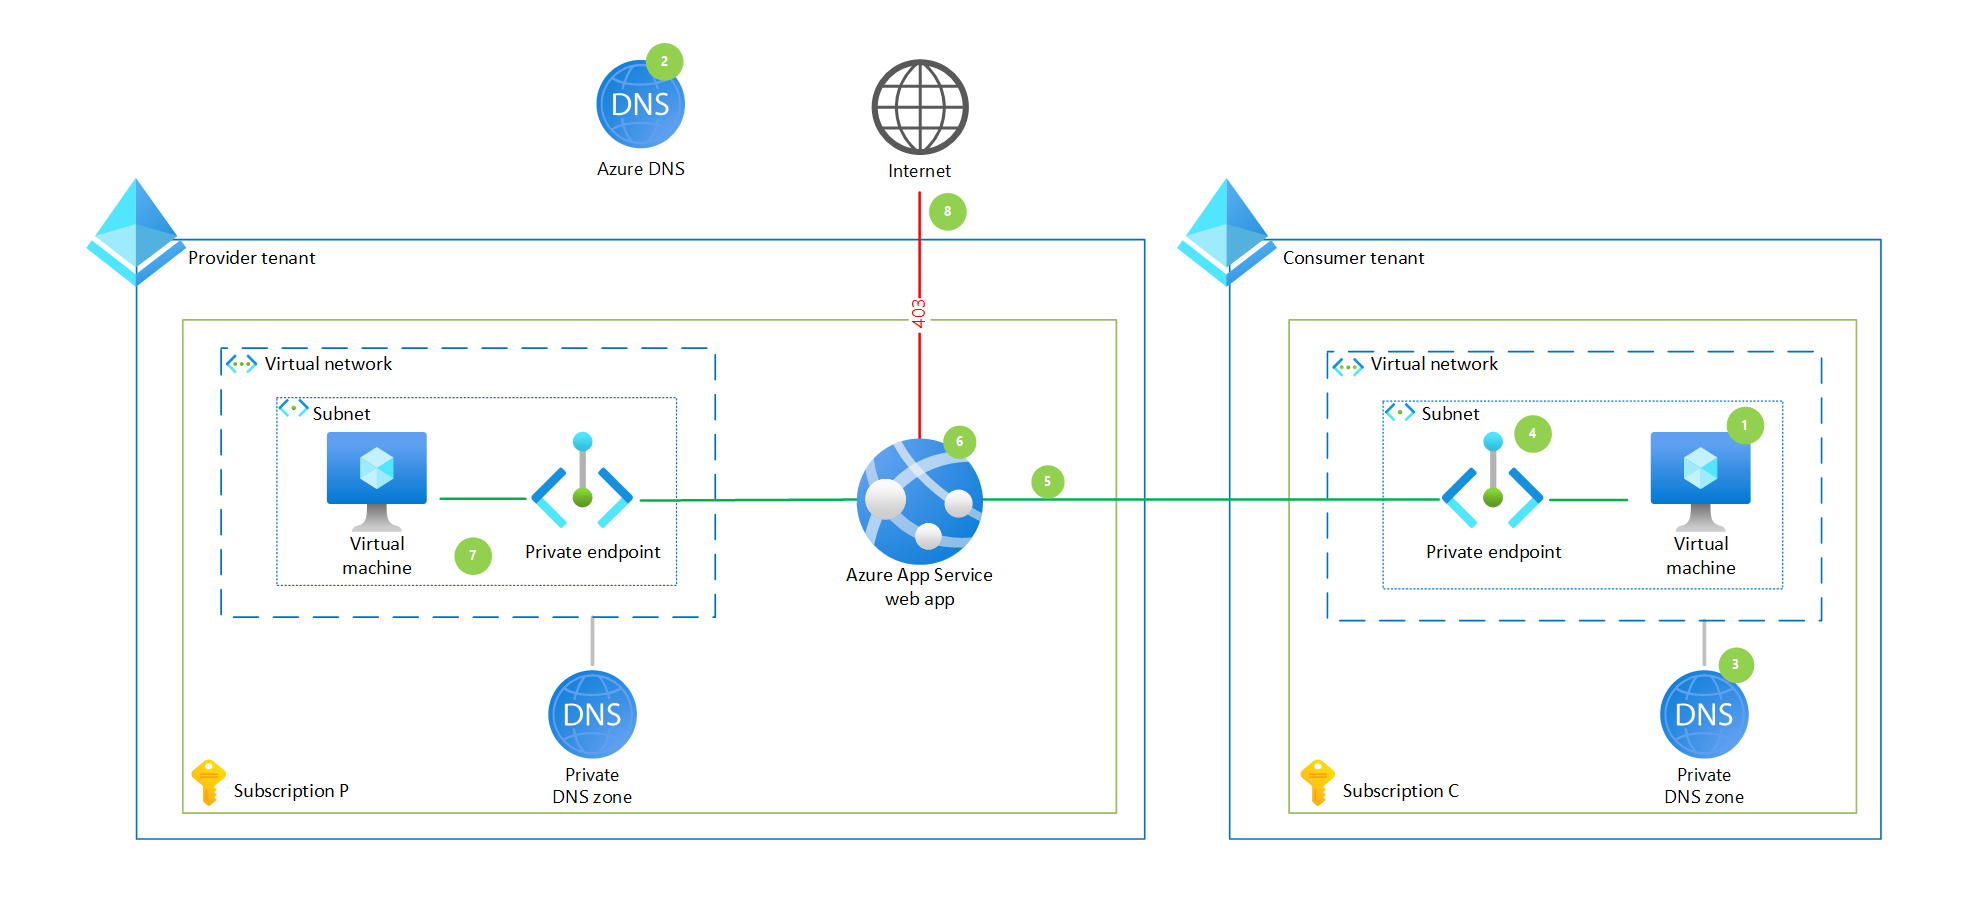 2
DNS
Azure DNS
Internet
8
Provider tenant
Consumer tenant
403
Virtual network
Subnet
Virtual
machine
7
Private endpoint
6
Azure App Service
web app
5
Virtual network
Subnet
4
Private endpoint
1
Virtual
machine
DNS
Private
DNS zone
Subscription P
3
DNS
Private
DNS zone
Subscription C